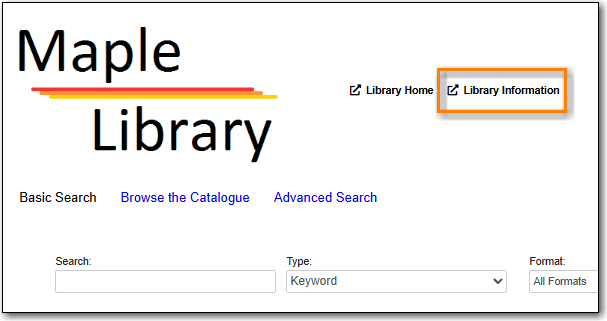 Maple
Library
Library Home Library Information
Basic Search Browse the Catalogue Advanced Search
Search: Type: Format:
Keyword All Formats